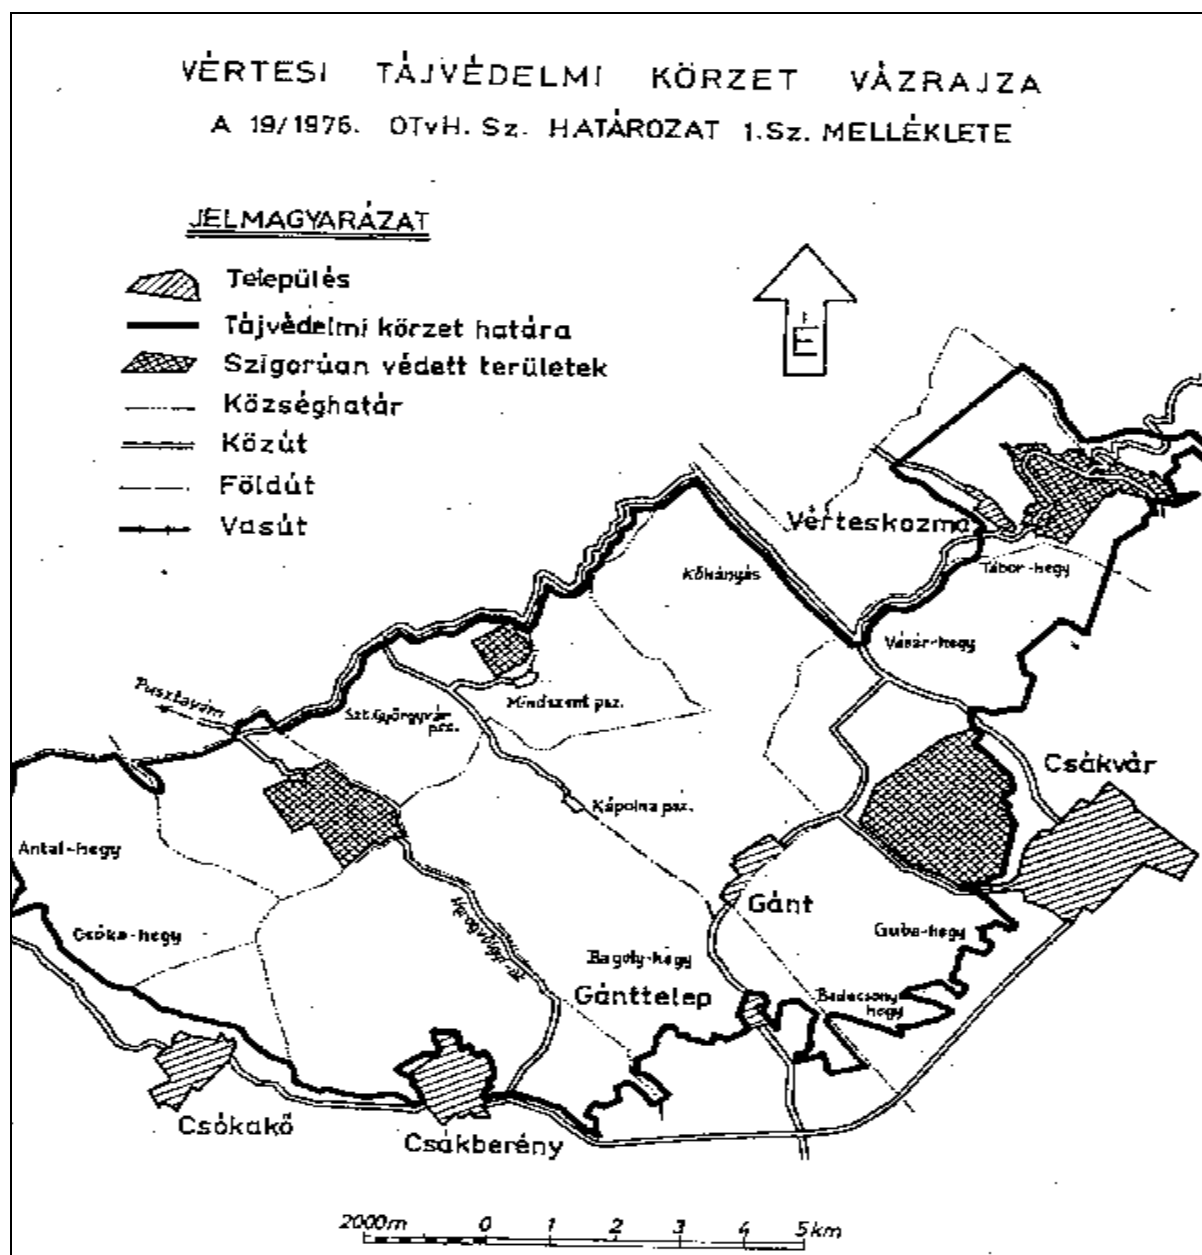 VÉRTESI TÁJVÉDELMI KÖRZET VÁZRAJZA
A 19/1976. OTvH. Sz. HATÁROZAT 1.Sz. MELLÉKLETE
JELMAGYARÁZAT
Település
Tájvédelmi körzet határa
Szigorúan védett területek
Községhatár
Közút
Földút
Vasút
É
Vérteskozma
Tábor-hegy
Kőhányás
Vásár-hegy
Pusztavám
Szt.Györgyvár psz.
Mindszent psz.
Csákvár
Kápolna psz.
Antal-hegy
Gánt
Csóka-hegy
Guba-hegy
Bagoly-hegy
Gánttelep
Badacsony hegy
Csókakő
Csákberény
2000m 0 1 2 3 4 5km